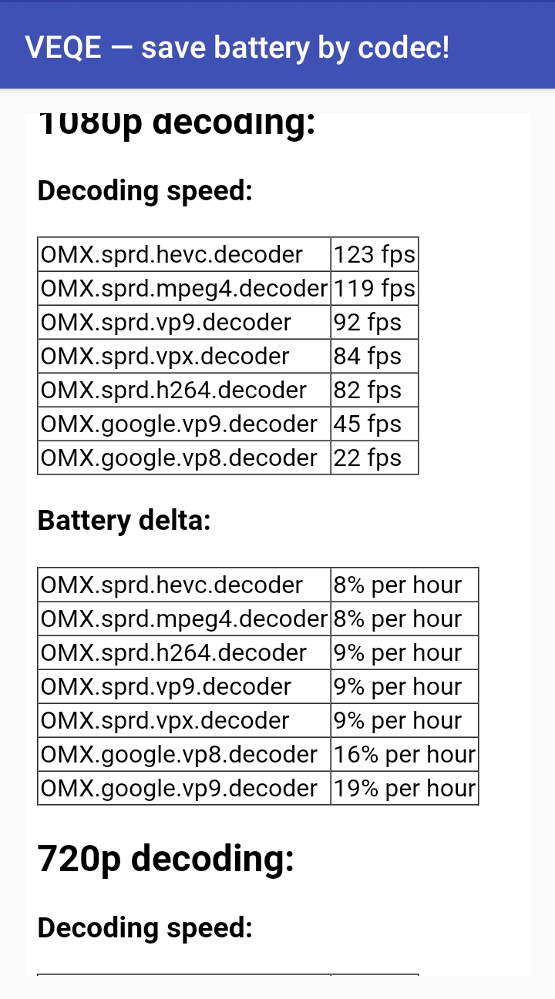 VEQE — save battery by codec!
1080p decoding:
Decoding speed:
OMX.sprd.hevc.decoder 123 fps
OMX.sprd.mpeg4.decoder 119 fps
OMX.sprd.vp9.decoder 92 fps
OMX.sprd.vpx.decoder 84 fps
OMX.sprd.h264.decoder 82 fps
OMX.google.vp9.decoder 45 fps
OMX.google.vp8.decoder 22 fps
Battery delta:
OMX.sprd.hevc.decoder 8% per hour
OMX.sprd.mpeg4.decoder 8% per hour
OMX.sprd.h264.decoder 9% per hour
OMX.sprd.vp9.decoder 9% per hour
OMX.sprd.vpx.decoder 9% per hour
OMX.google.vp8.decoder 16% per hour
OMX.google.vp9.decoder 19% per hour
720p decoding:
Decoding speed: